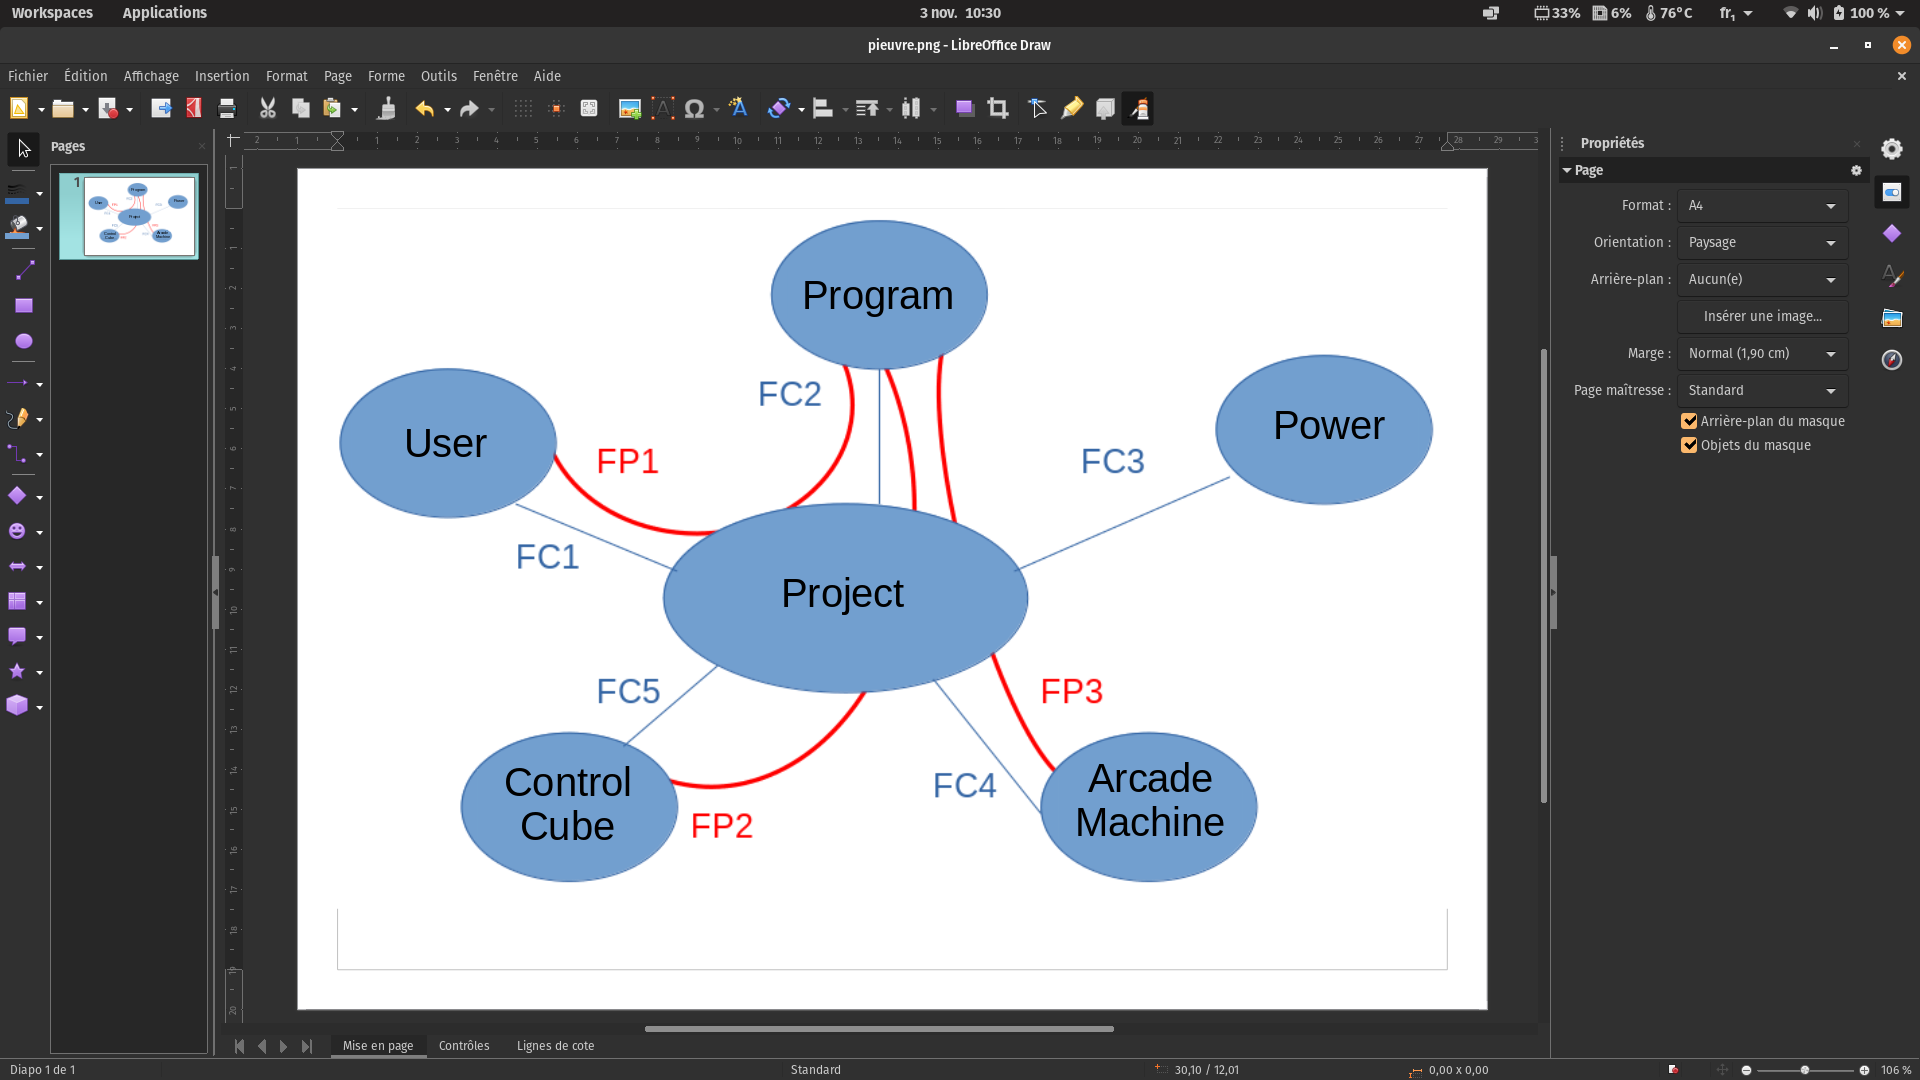 Workspaces Applications 3 nov. 10:30 33% 6% 76°C fr₁ 100 %
pieuvre.png - LibreOffice Draw
Fichier Édition Affichage Insertion Format Page Forme Outils Fenêtre Aide
Pages
1
Program
User
Power
FC2
FP1
FC3
FC1
Project
FC5
FP3
Control
Cube
FC4
Arcade
Machine
FP2
Propriétés
Page
Format : A4
Orientation : Paysage
Arrière-plan : Aucun(e)
Insérer une image...
Marge : Normal (1,90 cm)
Page maîtresse : Standard
Arrière-plan du masque
Objets du masque
Mise en page Contrôles Lignes de cote
Diapo 1 de 1 Standard 30,10 / 12,01 0,00 x 0,00 106 %